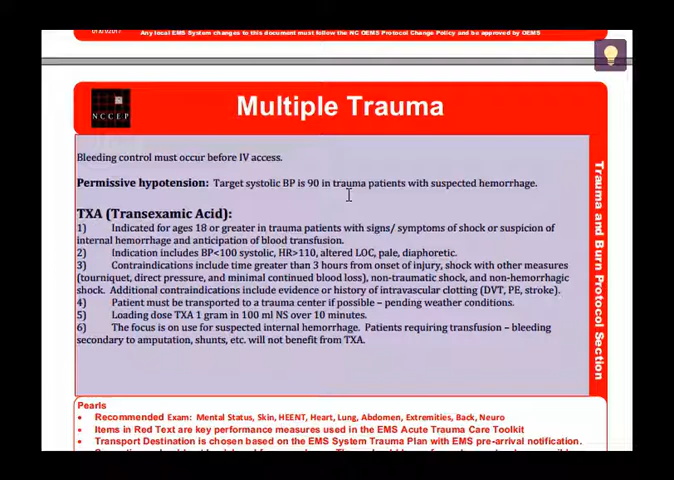 Any local EMS System changes to this document must follow the NC OEMS Protocol Change Policy and be approved by OEMS
NCCEP
Multiple Trauma
Bleeding control must occur before IV access.
Permissive hypotension: Target systolic BP is 90 in trauma patients with suspected hemorrhage.
TXA (Transexamic Acid):
1) Indicated for ages 18 or greater in trauma patients with signs/ symptoms of shock or suspicion of
internal hemorrhage and anticipation of blood transfusion.
2) Indication includes BP<100 systolic, HR>110, altered LOC, pale, diaphoretic.
3) Contraindications include time greater than 3 hours from onset of injury, shock with other measures
(tourniquet, direct pressure, and minimal continued blood loss), non-traumatic shock, and non-hemorrhagic
shock. Additional contraindications include evidence or history of intravascular clotting (DVT, PE, stroke).
4) Patient must be transported to a trauma center if possible – pending weather conditions.
5) Loading dose TXA 1 gram in 100 ml NS over 10 minutes.
6) The focus is on use for suspected internal hemorrhage. Patients requiring transfusion – bleeding
secondary to amputation, shunts, etc. will not benefit from TXA.
Trauma and Burn Protocol Section
Pearls
• Recommended Exam: Mental Status, Skin, HEENT, Heart, Lung, Abdomen, Extremities, Back, Neuro
• Items in Red Text are key performance measures used in the EMS Acute Trauma Care Toolkit
• Transport Destination is chosen based on the EMS System Trauma Plan with EMS pre-arrival notification.